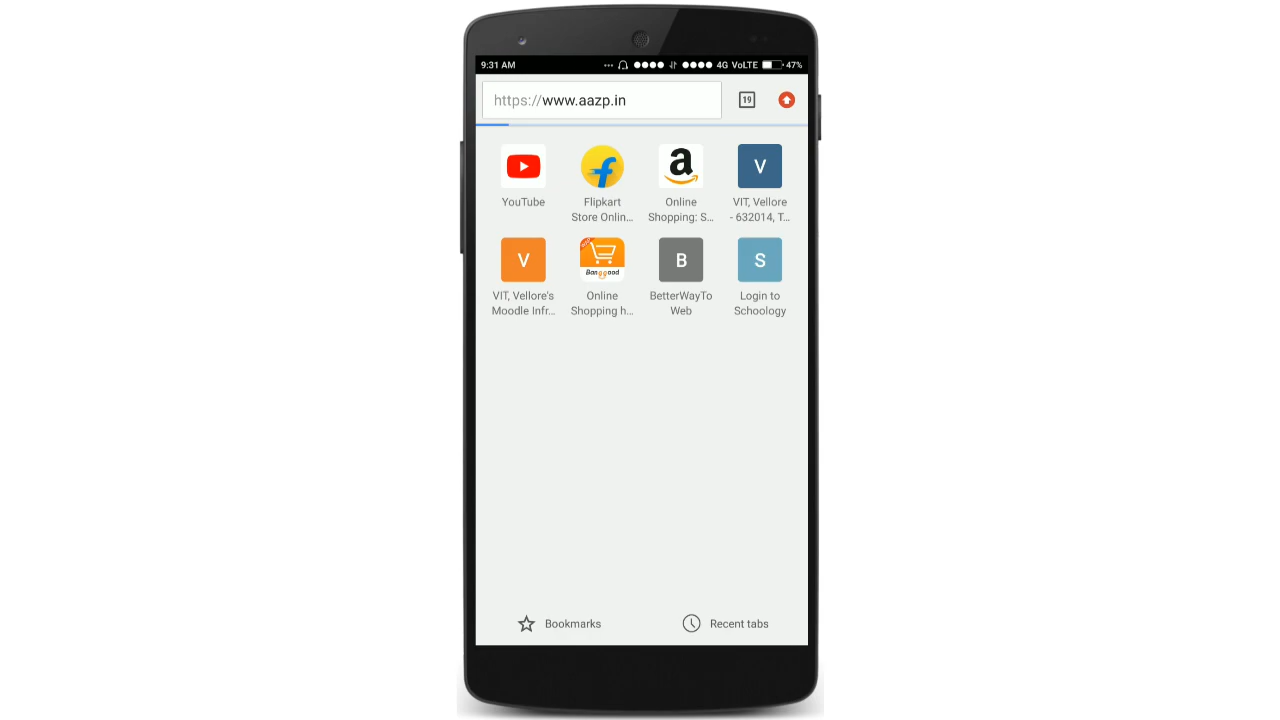 9:31 AM
4G VoLTE
47%
https://www.aazp.in
19
YouTube
Flipkart
Store Onlin...
a
Online
Shopping: S...
V
VIT, Vellore
- 632014, T...
V
VIT, Vellore's
Moodle Infr...
Banggood
Online
Shopping h...
B
BetterWayTo
Web
S
Login to
Schoology
Bookmarks
Recent tabs